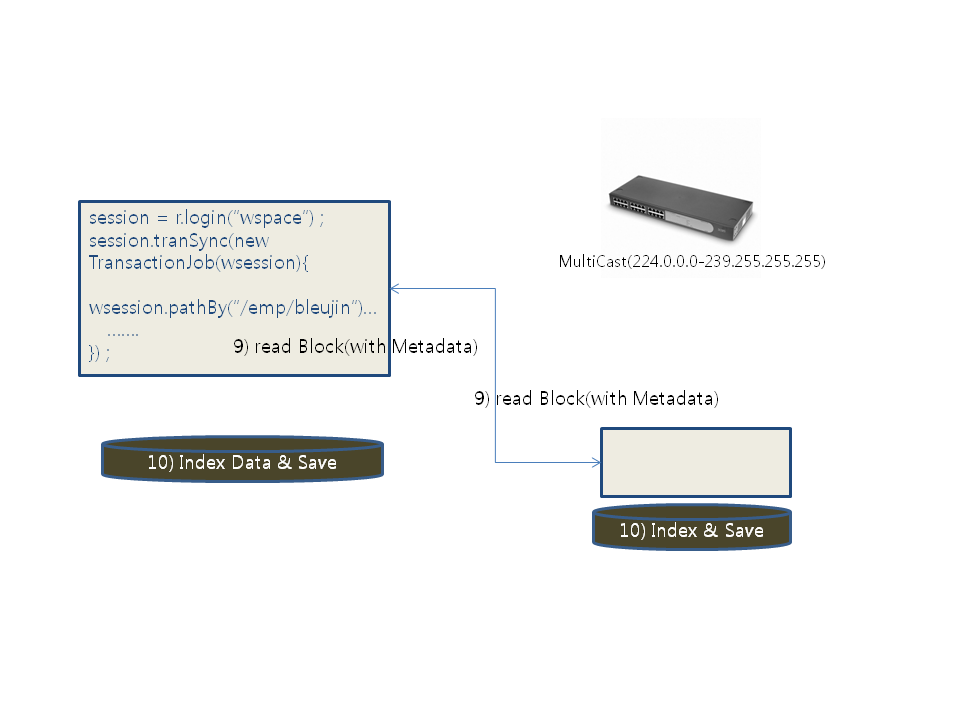 session = r.login("wspace") ;
session.tranSync(new
TransactionJob(wsession){
wsession.pathBy("/emp/bleujin")...
.......
}) ;
MultiCast(224.0.0.0-239.255.255.255)
9) read Block(with Metadata)
9) read Block(with Metadata)
10) Index Data & Save
10) Index & Save